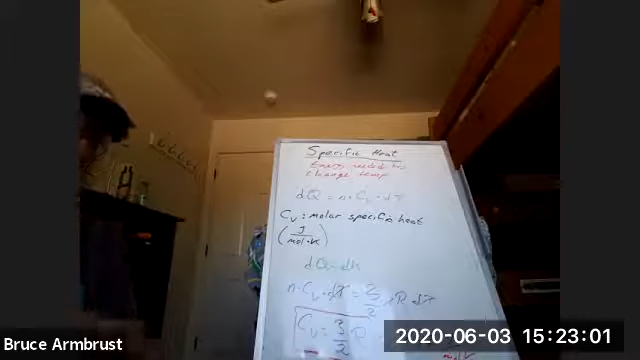 Specific Heat
Energy needed to
change temp
dQ = n · C_v · dT
C_v : molar specific heat
(J / mol·K)
dQ = dK
n · C_v · dT = 3/2 n R dT
C_v = 3/2 R
Bruce Armbrust
2020-06-03 15:23:01